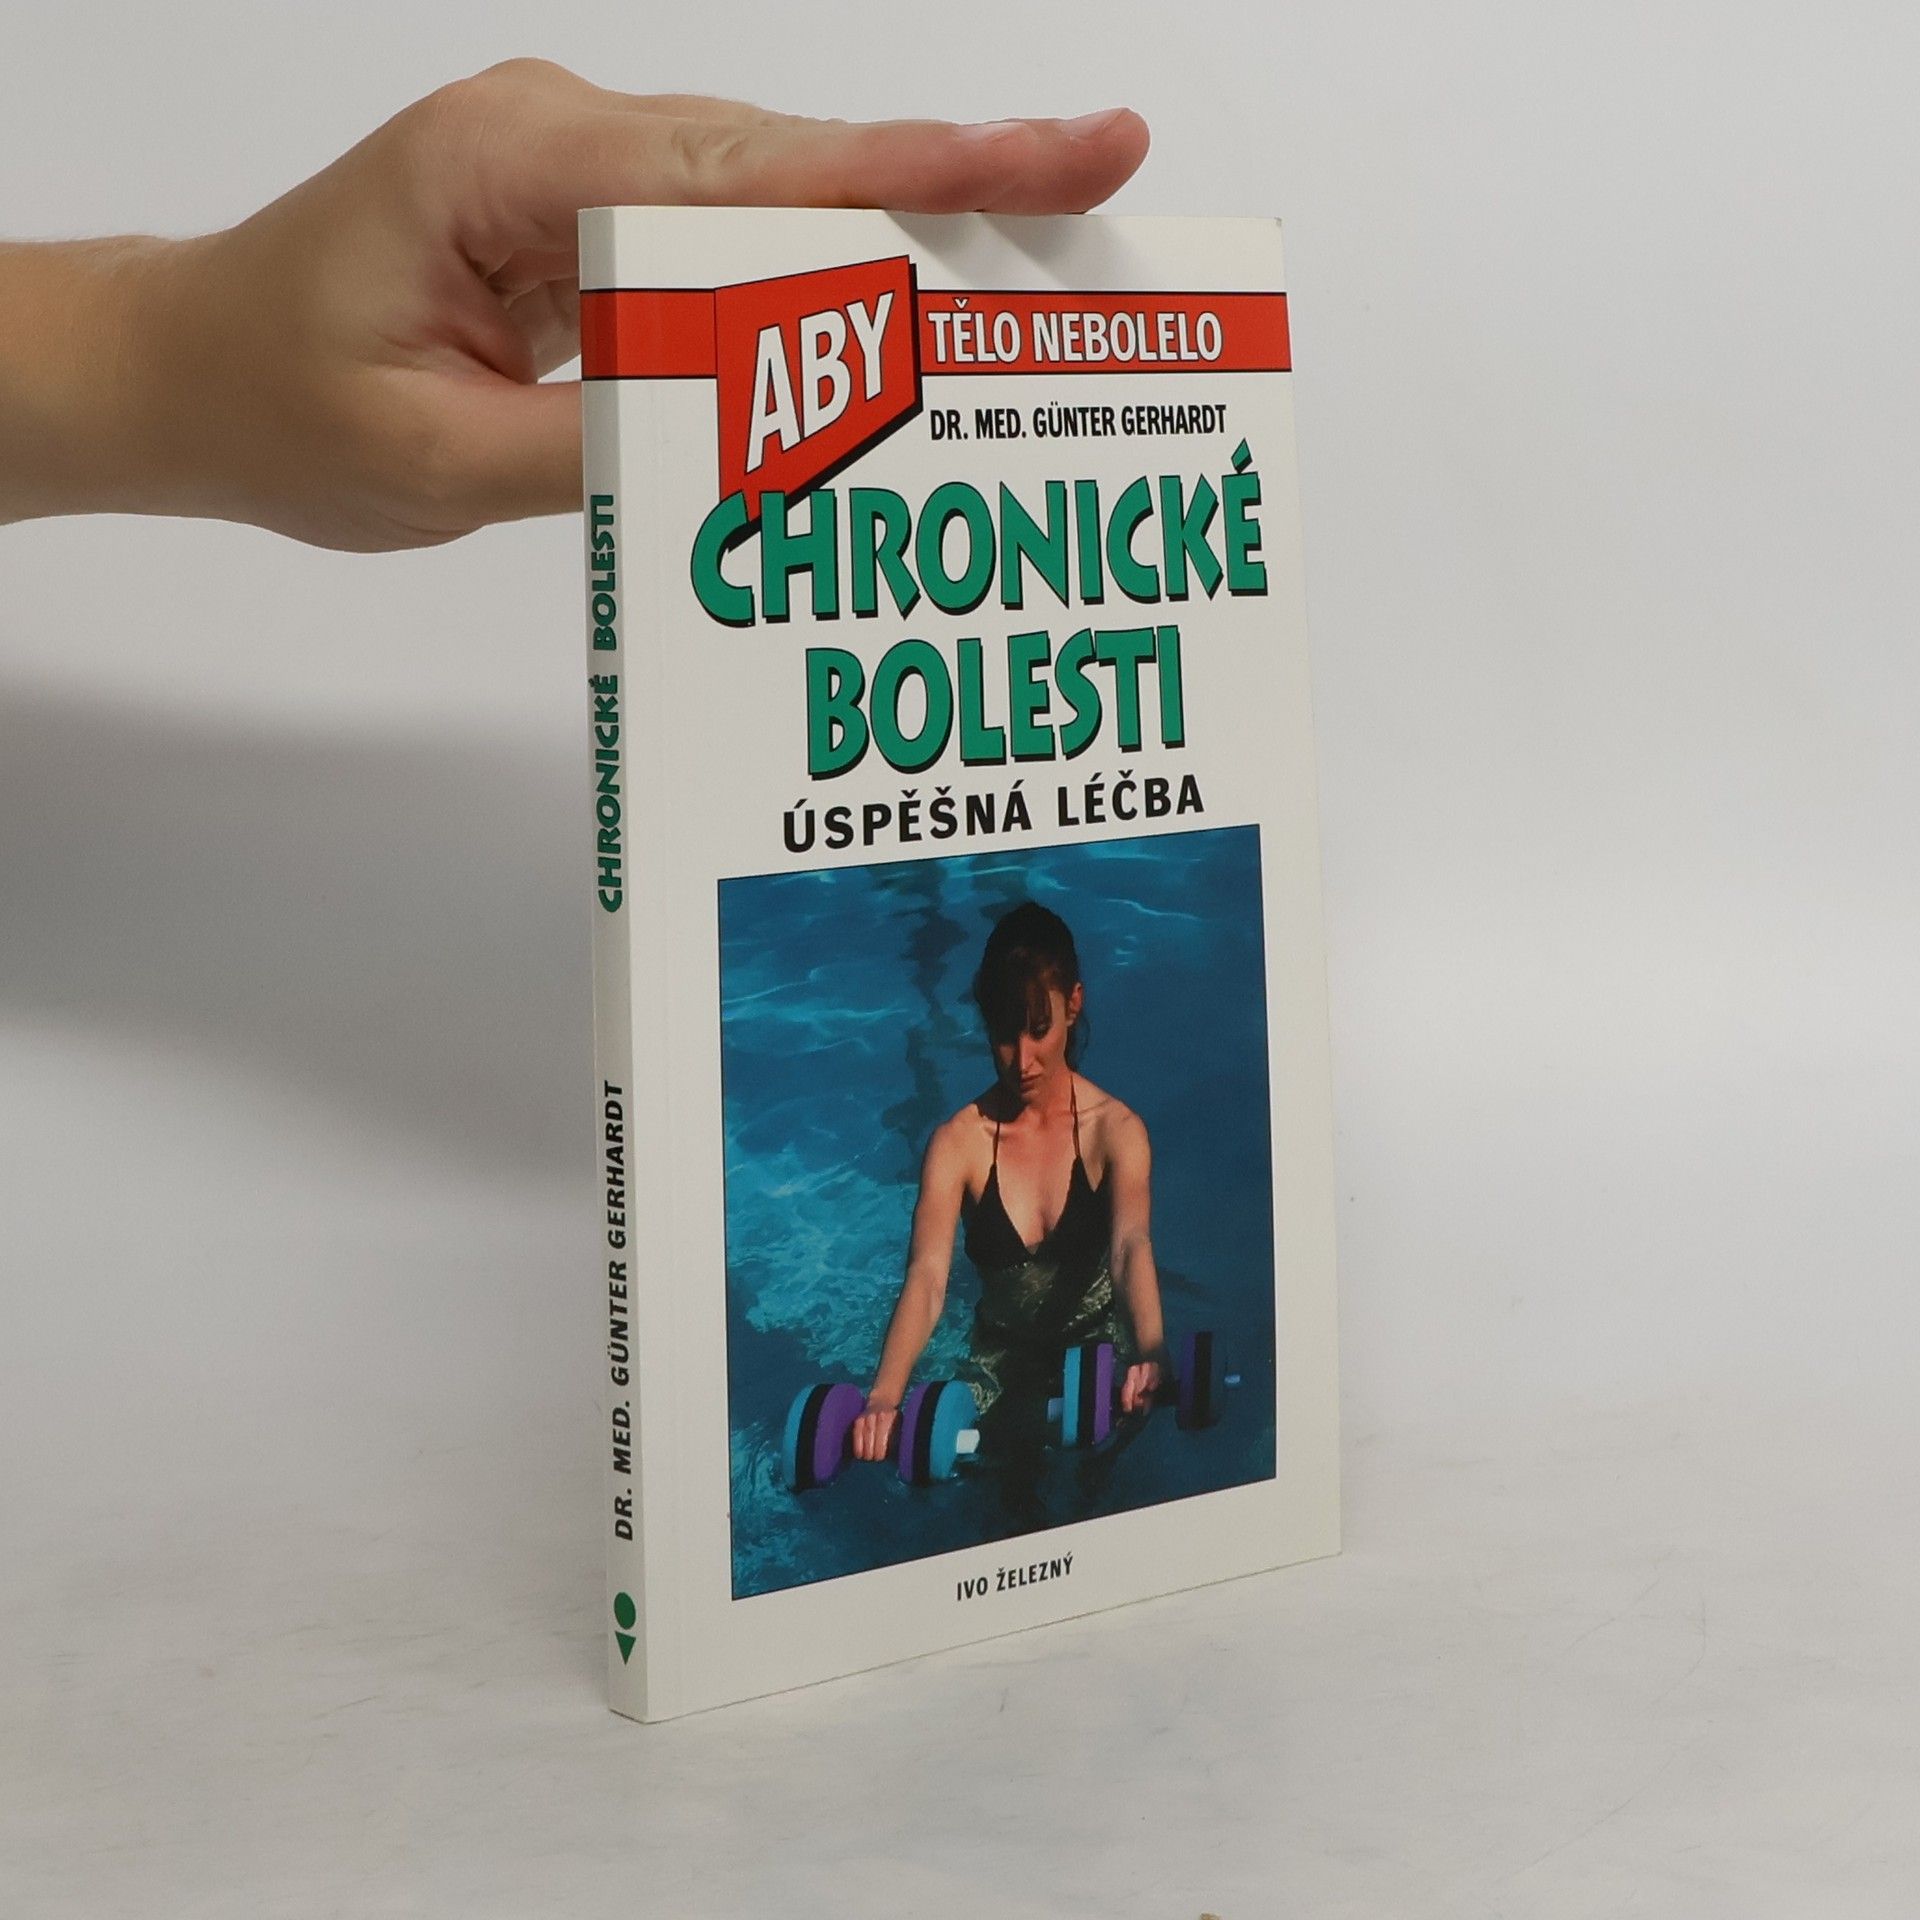 ABY
TĚLO NEBOLELO
DR. MED. GÜNTER GERHARDT
CHRONICKÉ
BOLESTI
ÚSPĚŠNÁ LÉČBA
IVO ŽELEZNÝ
DR. MED. GÜNTER GERHARDT CHRONICKÉ BOLESTI